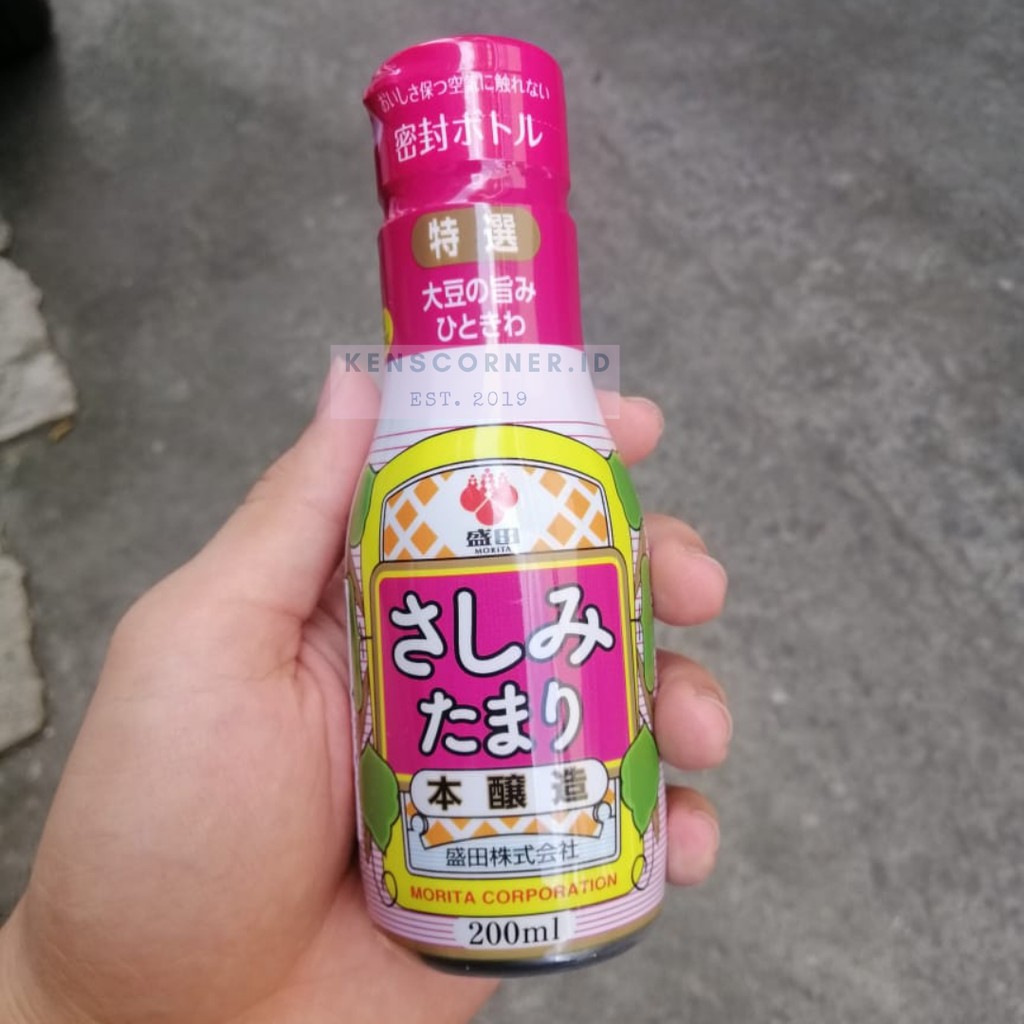 おいしさ保つ空気に触れない
密封ボトル
特選
大豆の旨み
ひときわ
KENSCORNER.ID
EST. 2019
盛田
MORITA
さしみ
たまり
本醸造
盛田株式会社
MORITA CORPORATION
200ml